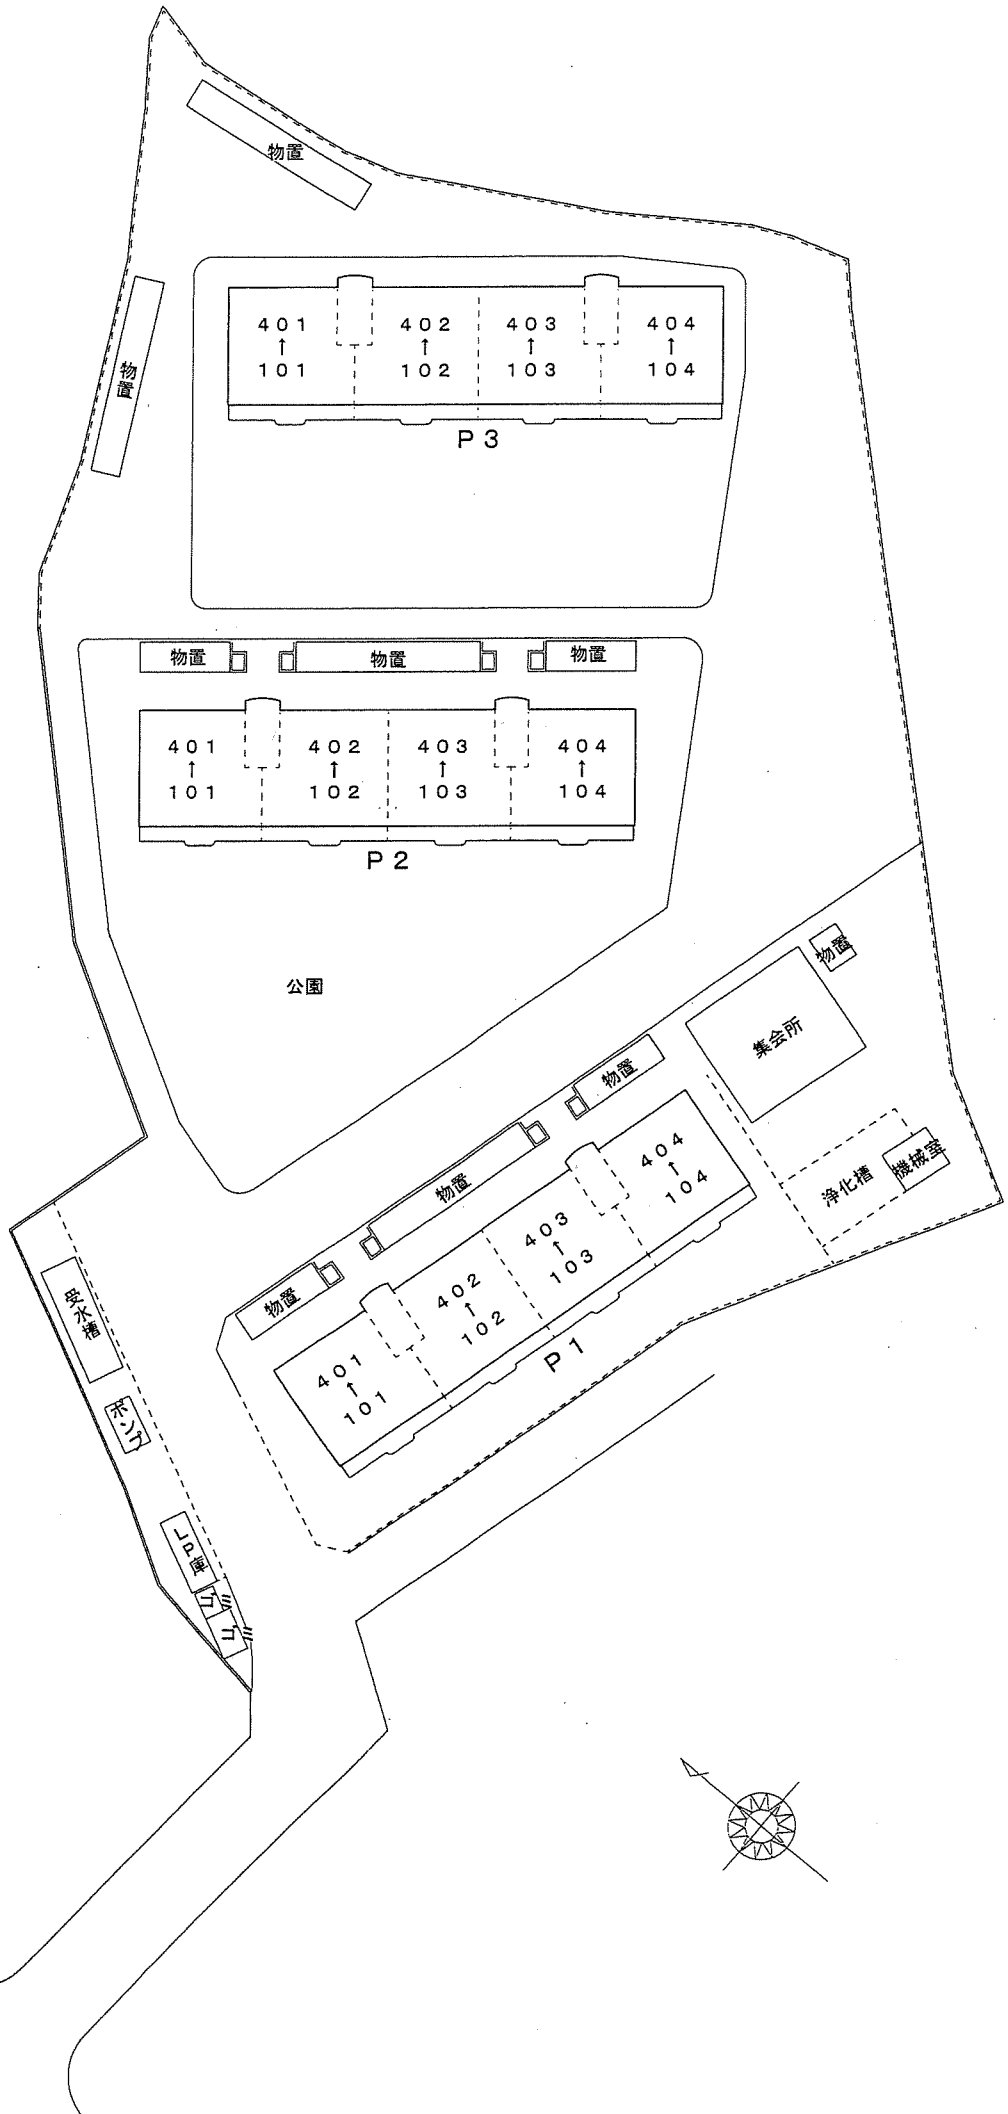 物置
物置
４０１ ４０２ ４０３ ４０４
↑ ↑ ↑ ↑
１０１ １０２ １０３ １０４
Ｐ３
物置 物置 物置
４０１ ４０２ ４０３ ４０４
↑ ↑ ↑ ↑
１０１ １０２ １０３ １０４
Ｐ２
公園
物置
集会所
物置
機械室
浄化槽
物置
物置
４０４
↑
１０４
４０３
↑
１０３
４０２
↑
１０２
４０１
↑
１０１
Ｐ１
受水槽
ポンプ
ＬＰ庫
ゴミ
ゴミ